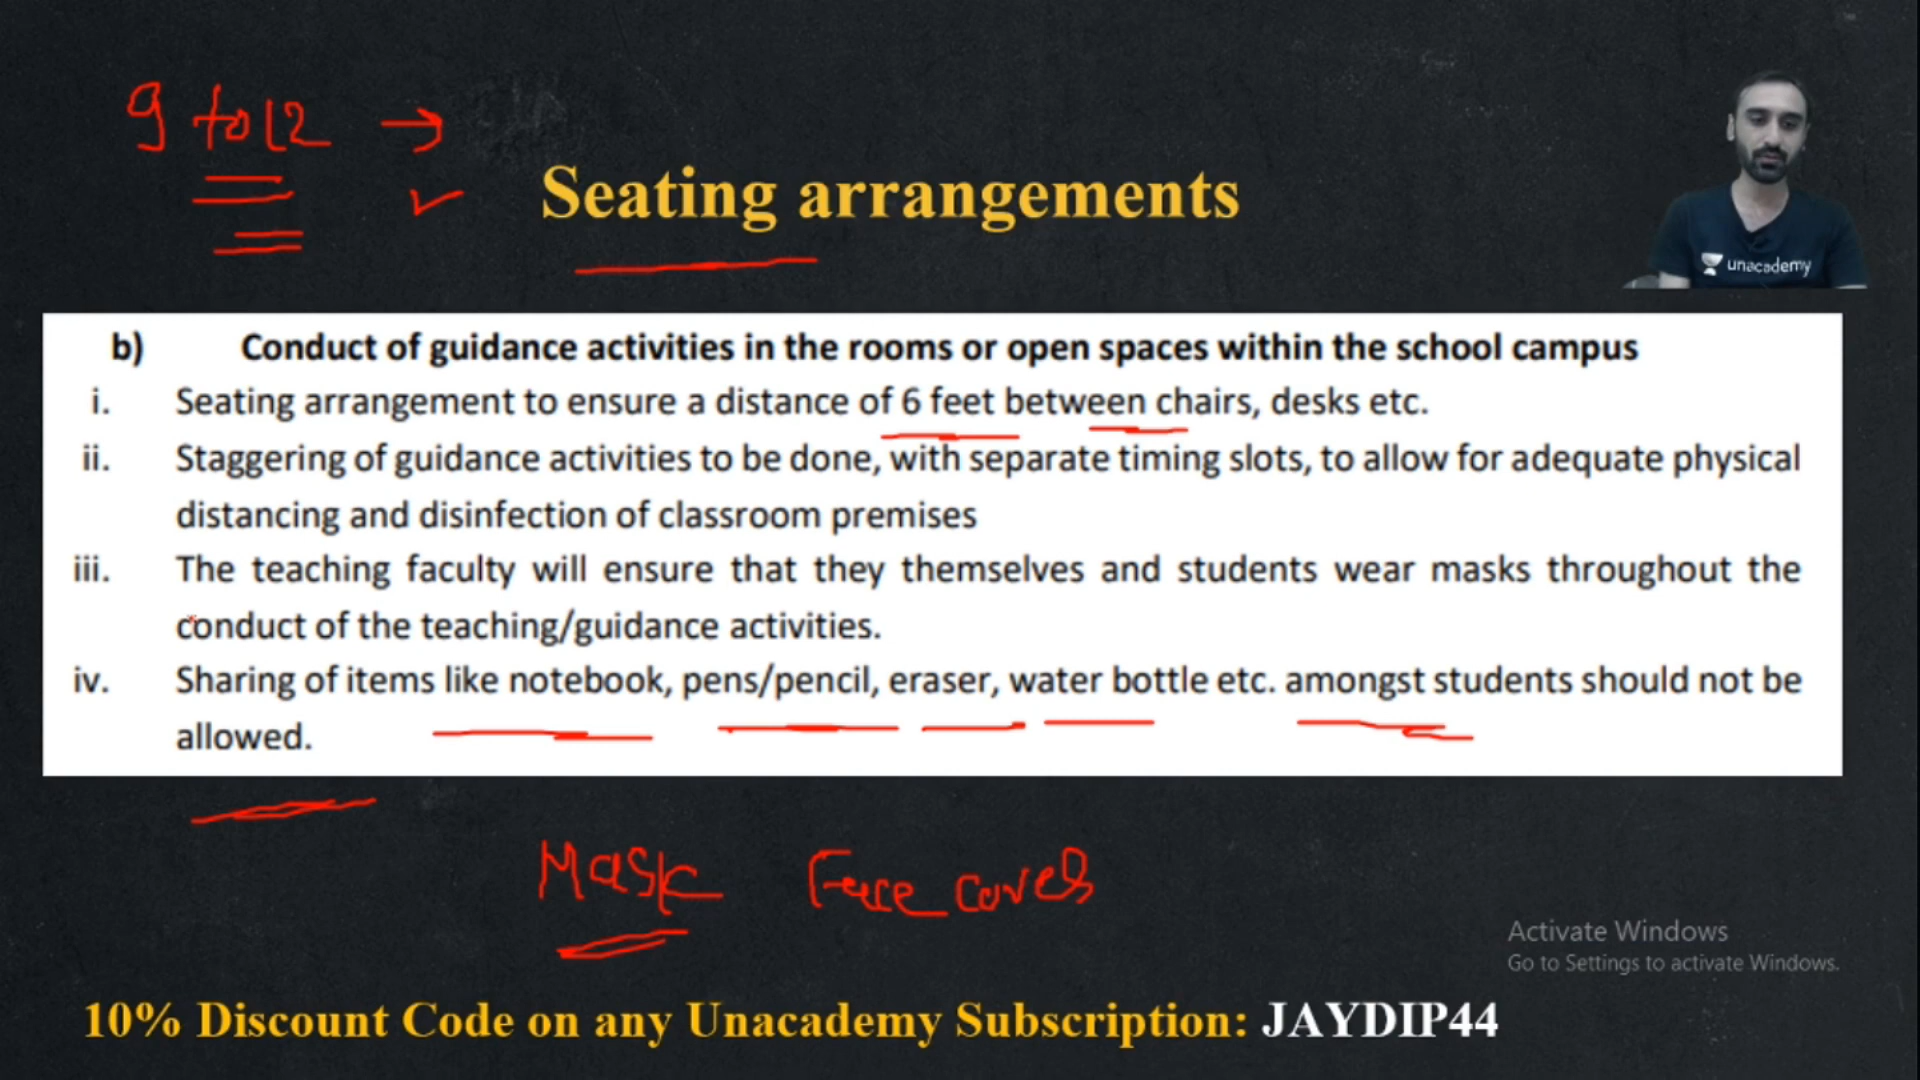 9 to 12 →
Seating arrangements
unacademy
b) Conduct of guidance activities in the rooms or open spaces within the school campus
i. Seating arrangement to ensure a distance of 6 feet between chairs, desks etc.
ii. Staggering of guidance activities to be done, with separate timing slots, to allow for adequate physical
distancing and disinfection of classroom premises
iii. The teaching faculty will ensure that they themselves and students wear masks throughout the
conduct of the teaching/guidance activities.
iv. Sharing of items like notebook, pens/pencil, eraser, water bottle etc. amongst students should not be
allowed.
Mask Face cover
Activate Windows
Go to Settings to activate Windows.
10% Discount Code on any Unacademy Subscription: JAYDIP44